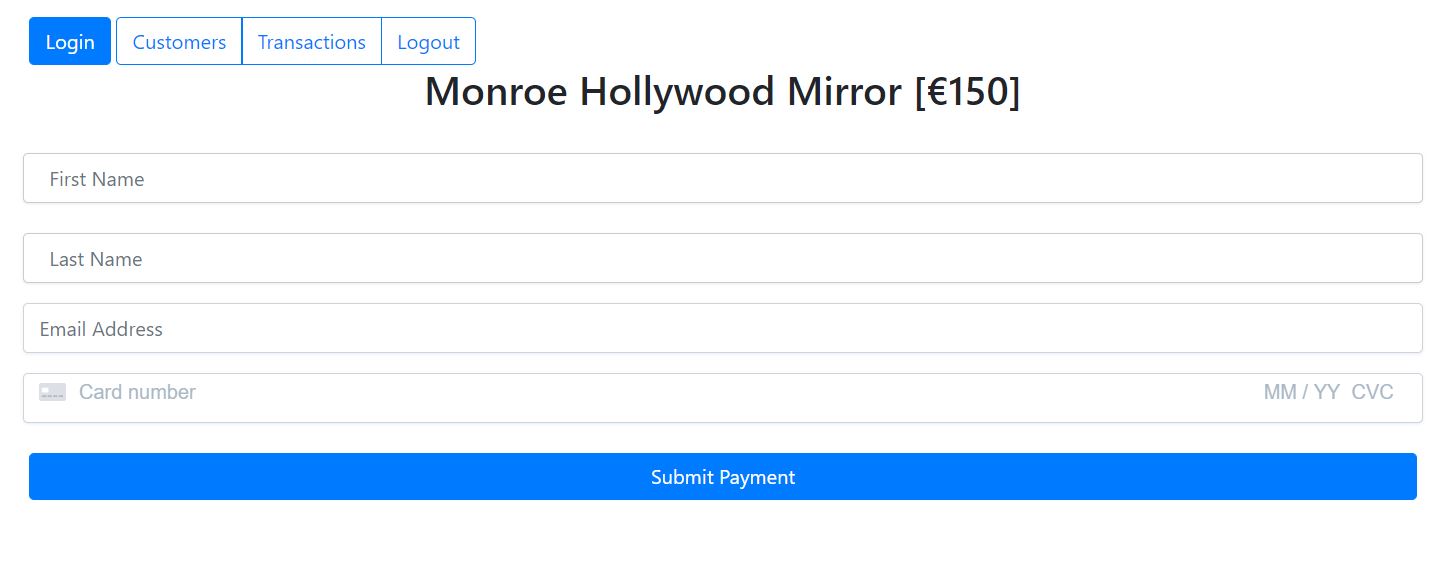 Login Customers Transactions Logout
Monroe Hollywood Mirror [€150]
First Name
Last Name
Email Address
Card number MM / YY CVC
Submit Payment